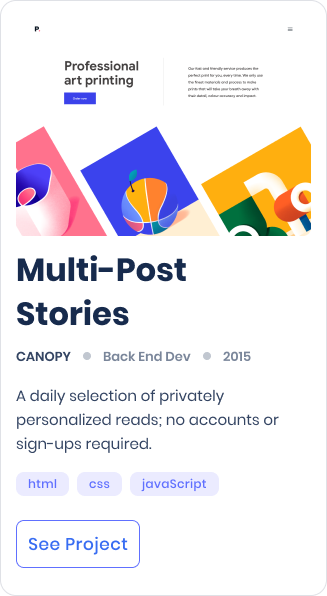 P.
Professional
art printing
Our fast and friendly service produces the
perfect print for you, every time. We only use
the finest materials and process to make
prints that will take your breath away with
their detail, colour accuracy and impact.
Multi-Post
Stories
CANOPY Back End Dev 2015
A daily selection of privately
personalized reads; no accounts or
sign-ups required.
html css javaScript
See Project